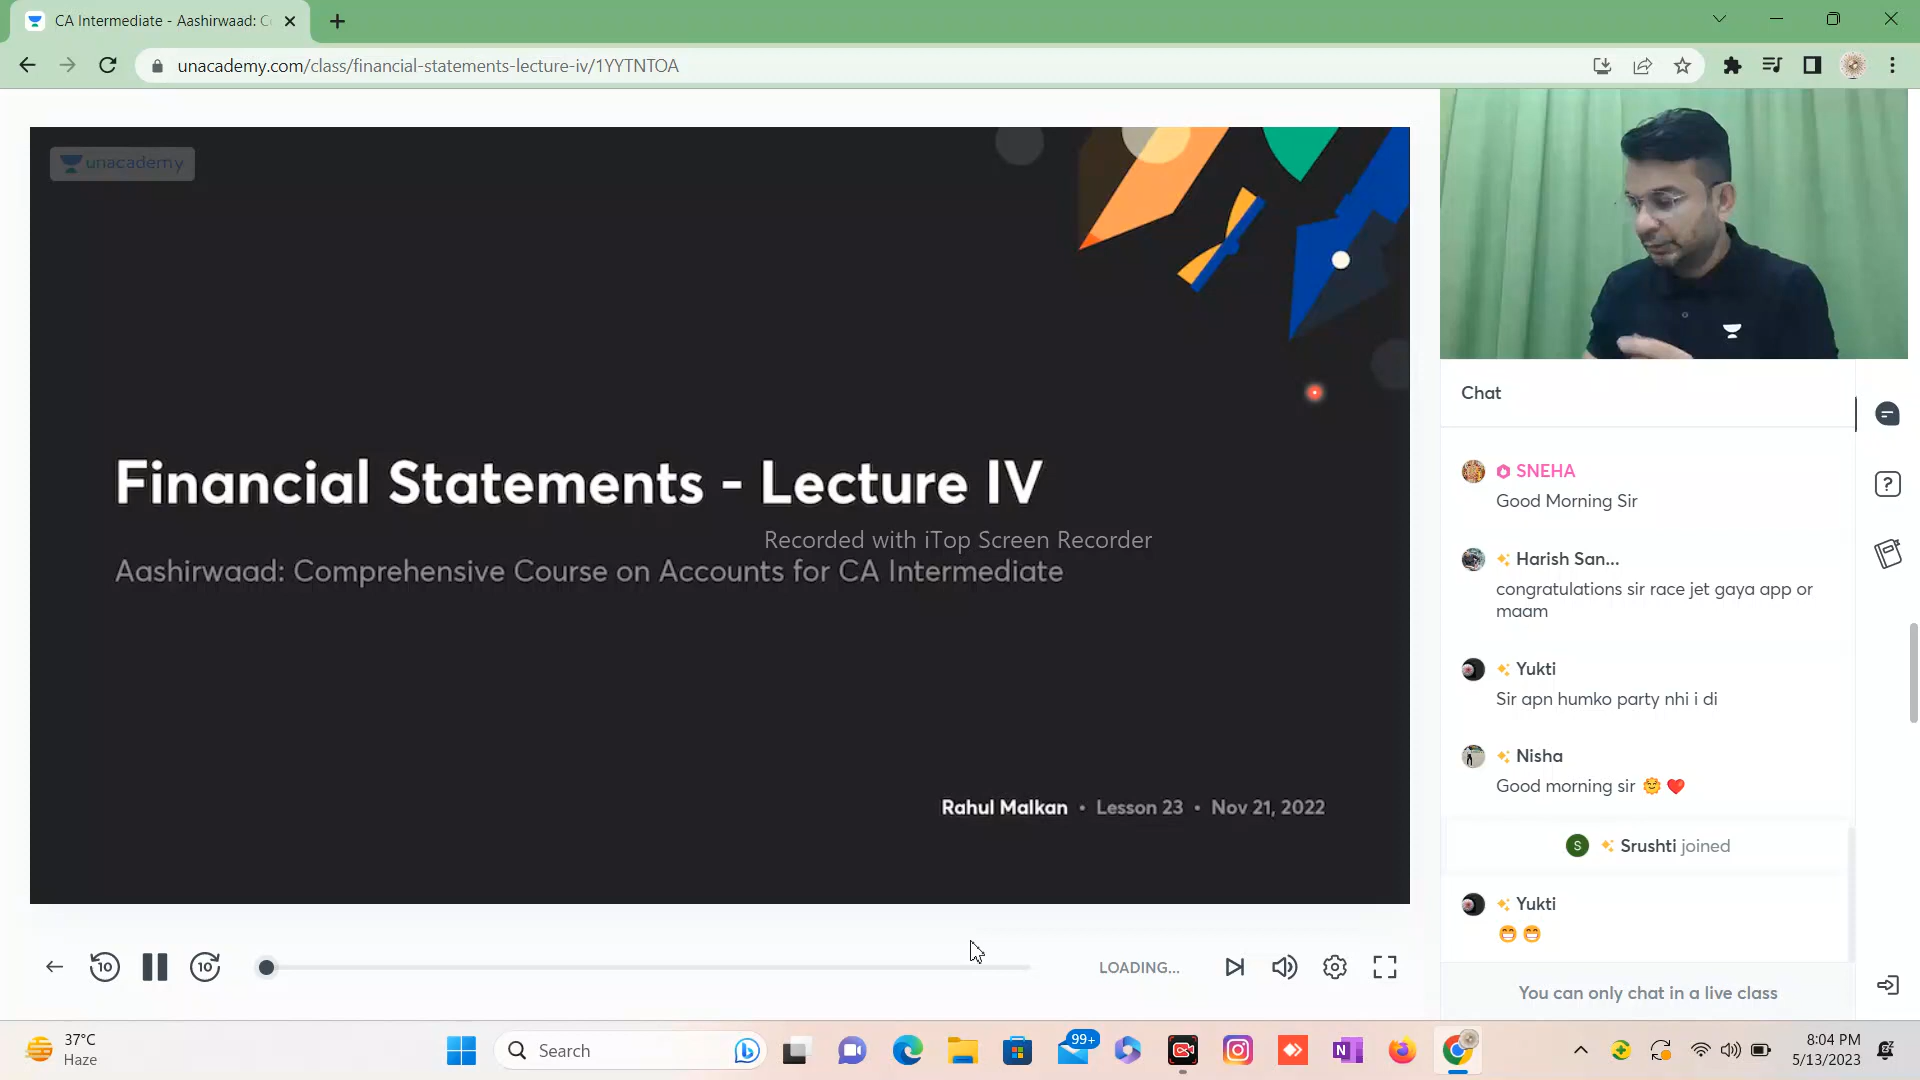 CA Intermediate - Aashirwaad: C
unacademy.com/class/financial-statements-lecture-iv/1YYTNTOA
unacademy
Financial Statements - Lecture IV
Recorded with iTop Screen Recorder
Aashirwaad: Comprehensive Course on Accounts for CA Intermediate
Rahul Malkan • Lesson 23 • Nov 21, 2022
10
10
LOADING...
Chat
SNEHA
Good Morning Sir
Harish San...
congratulations sir race jet gaya app or
maam
Yukti
Sir apn humko party nhi i di
Nisha
Good morning sir 🌞 ❤️
S Srushti joined
Yukti
😁 😁
You can only chat in a live class
37°C
Haze
Search
99+
N
8:04 PM
5/13/2023